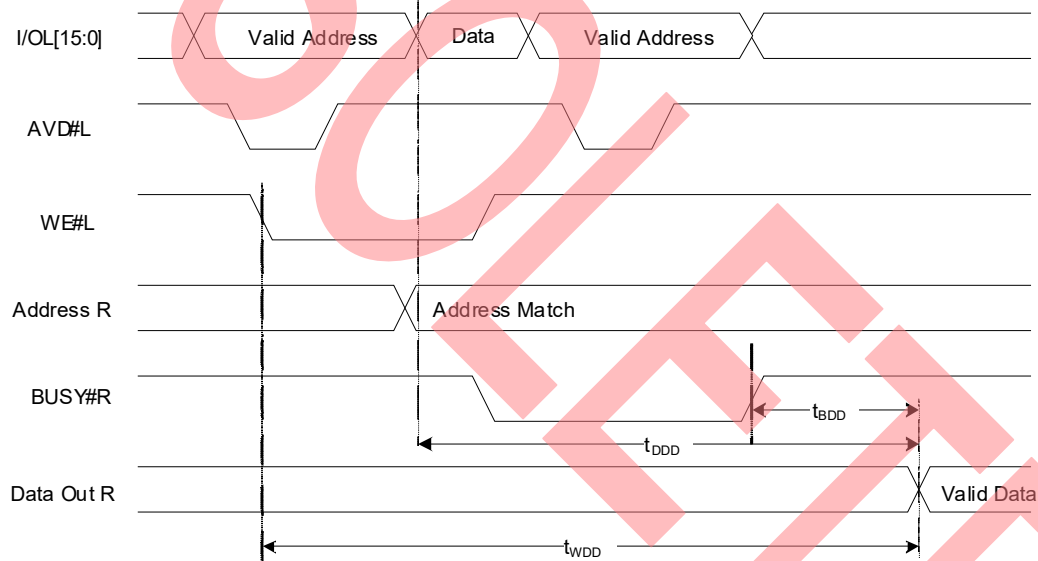 I/OL[15:0] Valid Address Data Valid Address
AVD#L
WE#L
Address R Address Match
BUSY#R
tBDD
tDDD
Data Out R Valid Data
tWDD